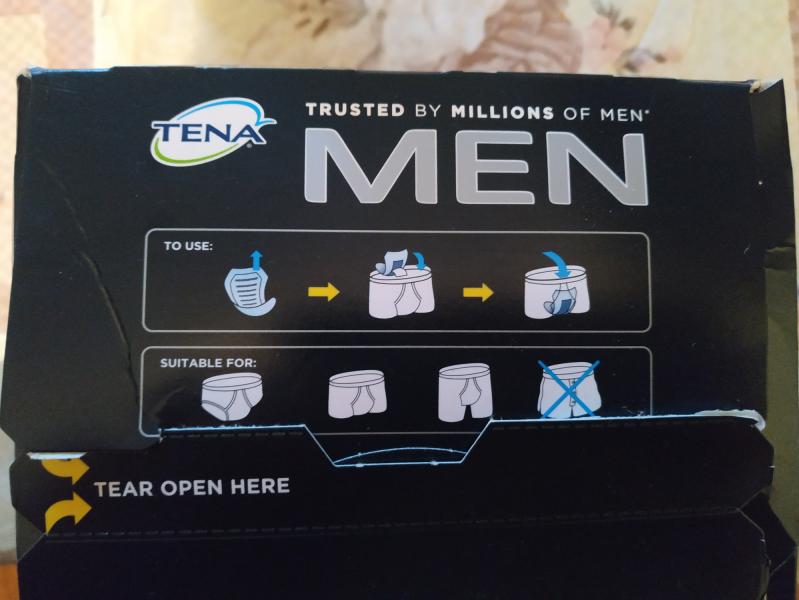 TENA
TRUSTED BY MILLIONS OF MEN*
MEN
TO USE:
SUITABLE FOR:
TEAR OPEN HERE